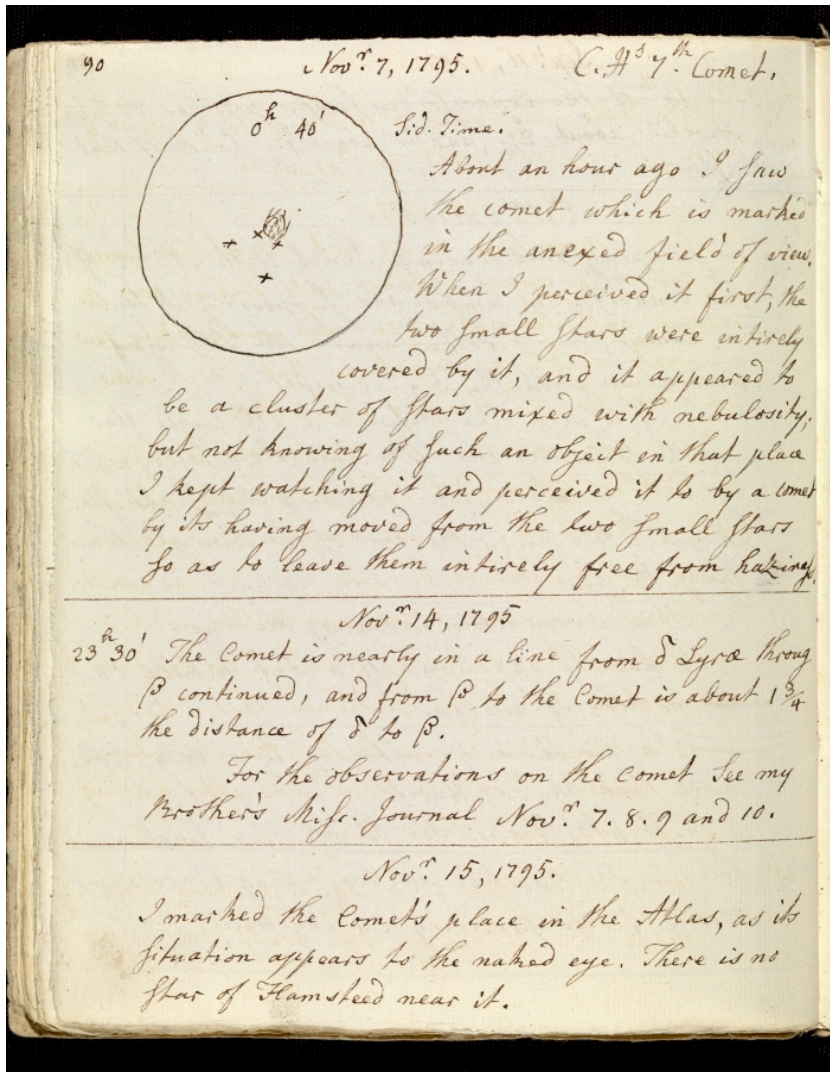 90 Novr. 7, 1795. C. Hs 7th. Comet.
0h 40' Sid. Time.
About an hour ago I saw
the comet which is marked
in the anexed field of view.
When I perceived it first, the
two small stars were intirely
covered by it, and it appeared to
be a cluster of stars mixed with nebulosity;
but not knowing of such an object in that place
I kept watching it and perceived it to by a comet
by its having moved from the two small stars
so as to leave them intirely free from haziness.
Novr. 14, 1795
23h 30' The Comet is nearly in a line from δ Lyræ throug
β continued, and from β to the Comet is about 1 3/4
the distance of δ to β.
For the observations on the comet see my
Brother's Misc. Journal Novr. 7. 8. 9 and 10.
Novr. 15, 1795.
I marked the Comet's place in the Atlas, as its
situation appears to the naked eye. There is no
star of Flamsteed near it.